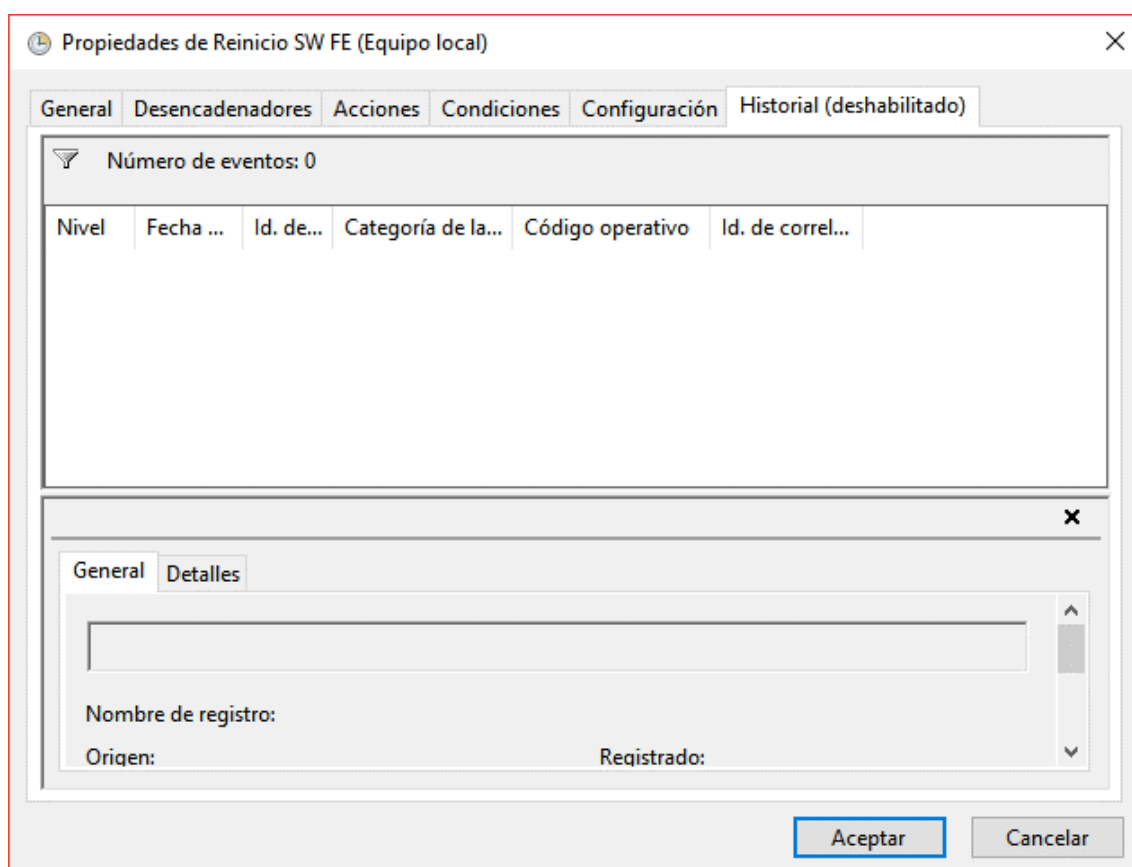 Propiedades de Reinicio SW FE (Equipo local)
General Desencadenadores Acciones Condiciones Configuración Historial (deshabilitado)
Número de eventos: 0
Nivel Fecha ... Id. de... Categoría de la... Código operativo Id. de correl...
General Detalles
Nombre de registro:
Origen: Registrado:
Aceptar Cancelar